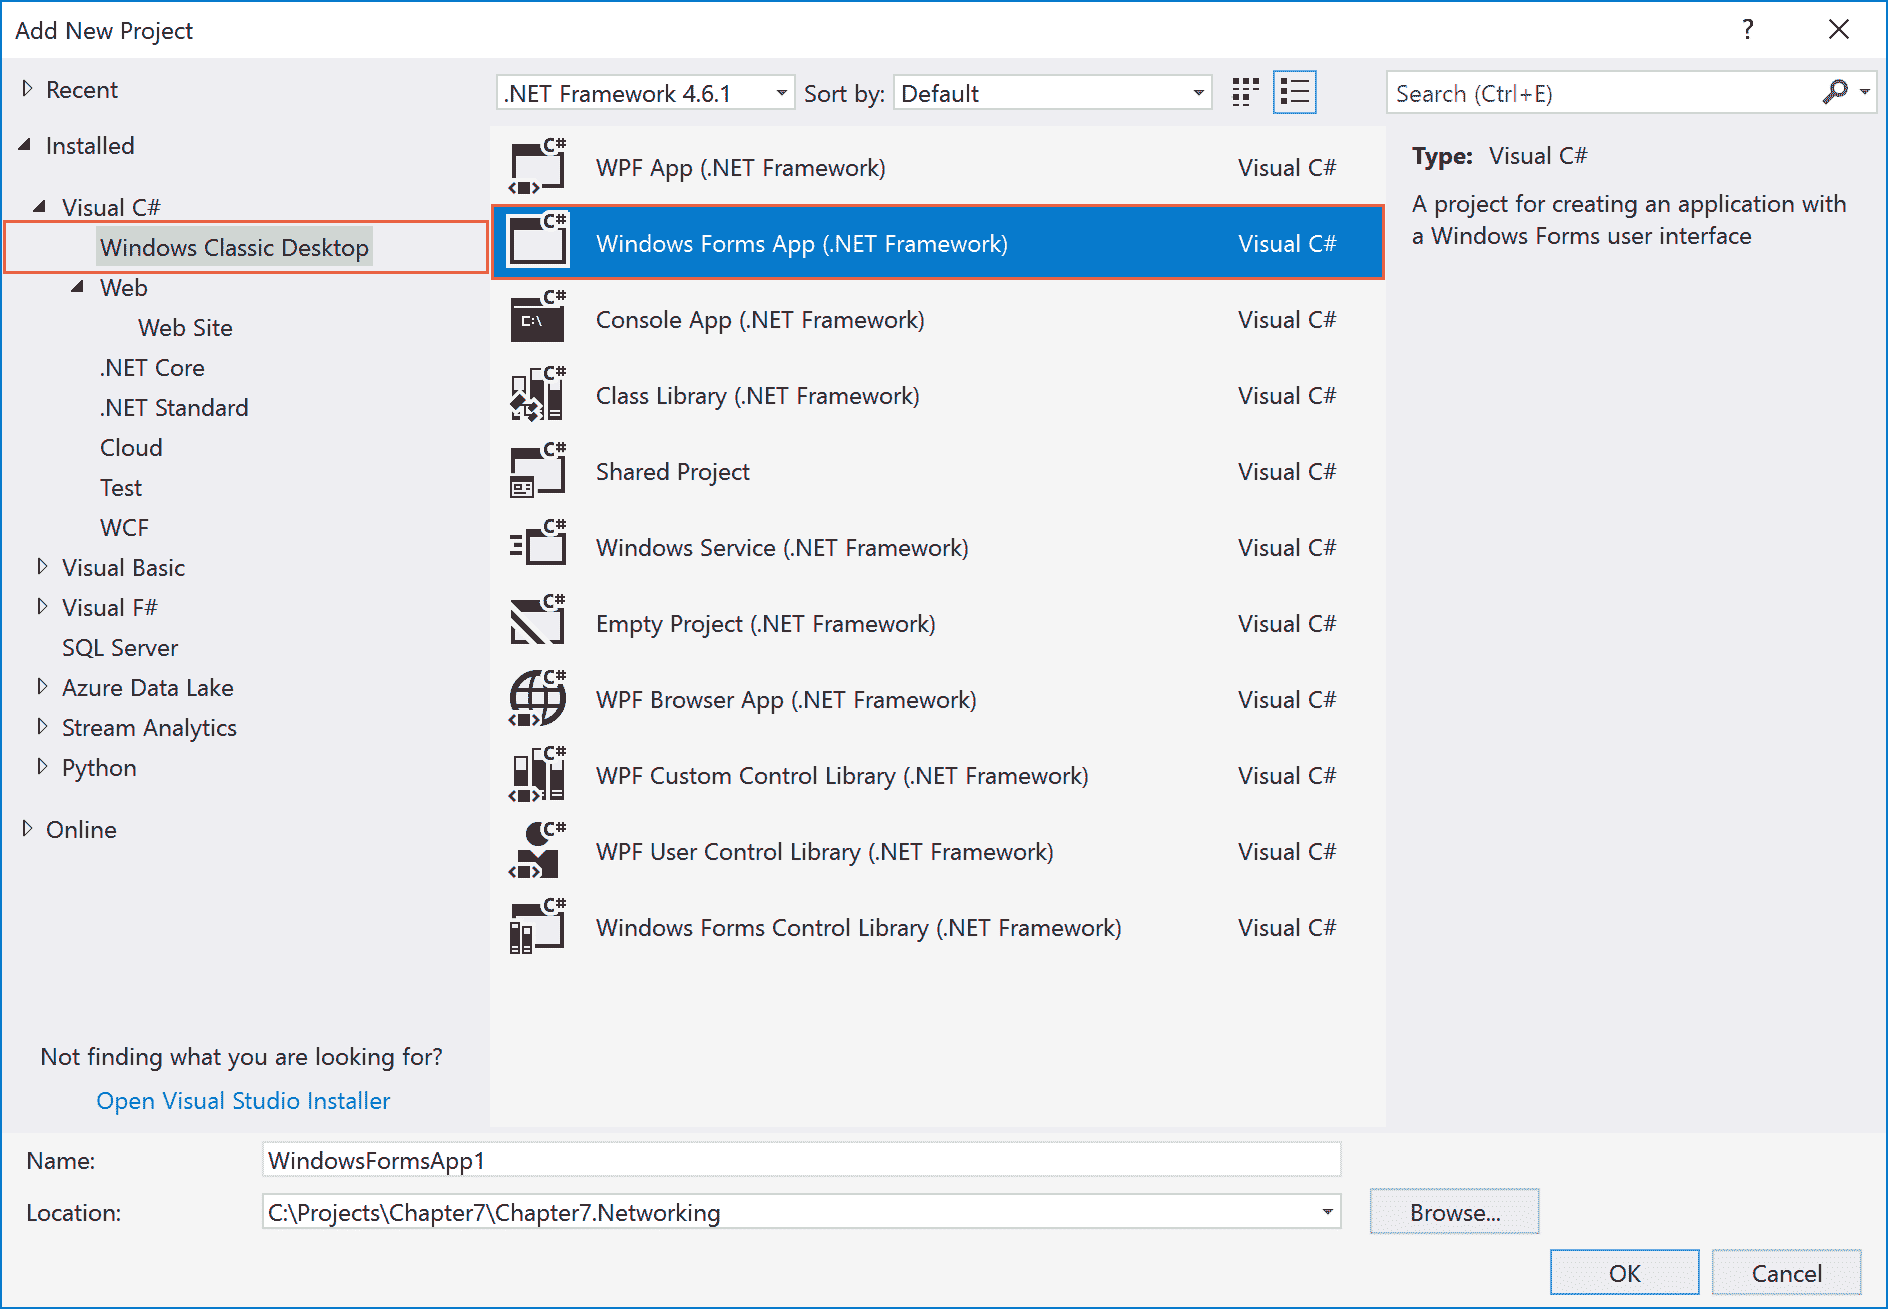 Add New Project
?
Recent
Installed
Visual C#
Windows Classic Desktop
Web
Web Site
.NET Core
.NET Standard
Cloud
Test
WCF
Visual Basic
Visual F#
SQL Server
Azure Data Lake
Stream Analytics
Python
Online
Not finding what you are looking for?
Open Visual Studio Installer
.NET Framework 4.6.1 Sort by: Default
C# WPF App (.NET Framework) Visual C#
C# Windows Forms App (.NET Framework) Visual C#
C# C:\ Console App (.NET Framework) Visual C#
C# Class Library (.NET Framework) Visual C#
C# Shared Project Visual C#
C# Windows Service (.NET Framework) Visual C#
C# Empty Project (.NET Framework) Visual C#
C# WPF Browser App (.NET Framework) Visual C#
C# WPF Custom Control Library (.NET Framework) Visual C#
C# WPF User Control Library (.NET Framework) Visual C#
C# Windows Forms Control Library (.NET Framework) Visual C#
Search (Ctrl+E)
Type: Visual C#
A project for creating an application with
a Windows Forms user interface
Name: WindowsFormsApp1
Location: C:\Projects\Chapter7\Chapter7.Networking Browse...
OK Cancel